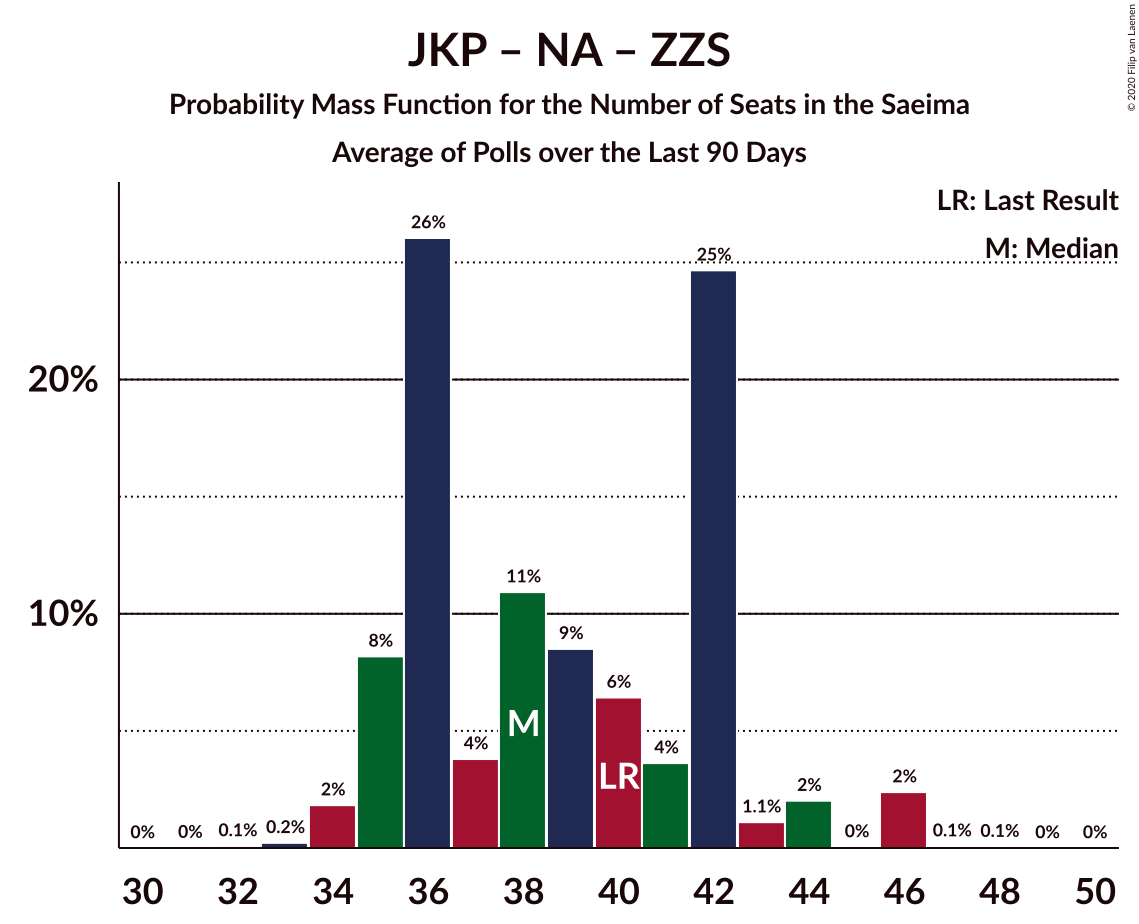 JKP – NA – ZZS
Probability Mass Function for the Number of Seats in the Saeima
Average of Polls over the Last 90 Days
© 2020 Filip van Laenen
LR: Last Result
M: Median
26%
25%
20%
11%
10%
9%
8%
6%
M
4%
4%
LR
2%
2%
2%
1.1%
0%
0%
0.1%
0.2%
0%
0.1%
0.1%
0%
0%
30 32 34 36 38 40 42 44 46 48 50